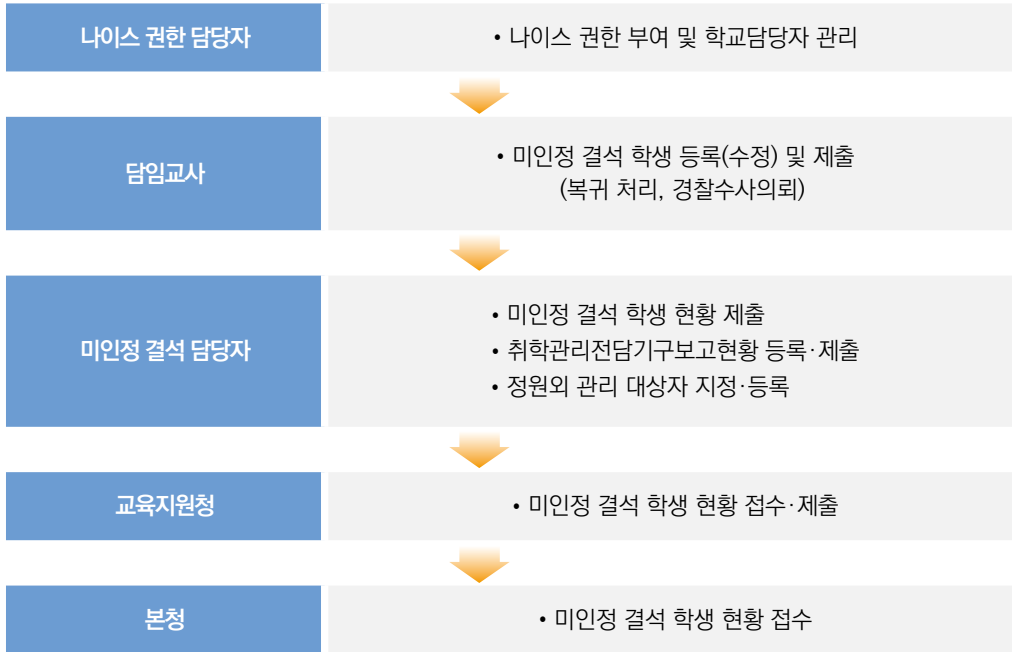 나이스 권한 담당자
• 나이스 권한 부여 및 학교담당자 관리
담임교사
• 미인정 결석 학생 등록(수정) 및 제출
(복귀 처리, 경찰수사의뢰)
미인정 결석 담당자
• 미인정 결석 학생 현황 제출
• 취학관리전담기구보고현황 등록·제출
• 정원외 관리 대상자 지정·등록
교육지원청
• 미인정 결석 학생 현황 접수·제출
본청
• 미인정 결석 학생 현황 접수